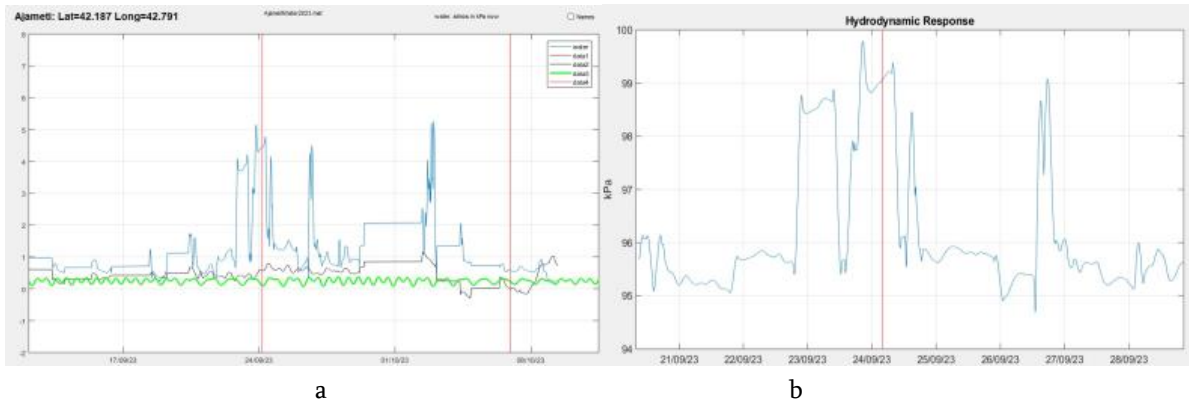 Ajameti: Lat=42.187 Long=42.791
Names
water
data1
data2
data3
data4
8
7
6
5
4
3
2
1
0
-1
-2
17/09/23
24/09/23
01/10/23
08/10/23
a
Hydrodynamic Response
kPa
100
99
98
97
96
95
94
21/09/23
22/09/23
23/09/23
24/09/23
25/09/23
26/09/23
27/09/23
28/09/23
b